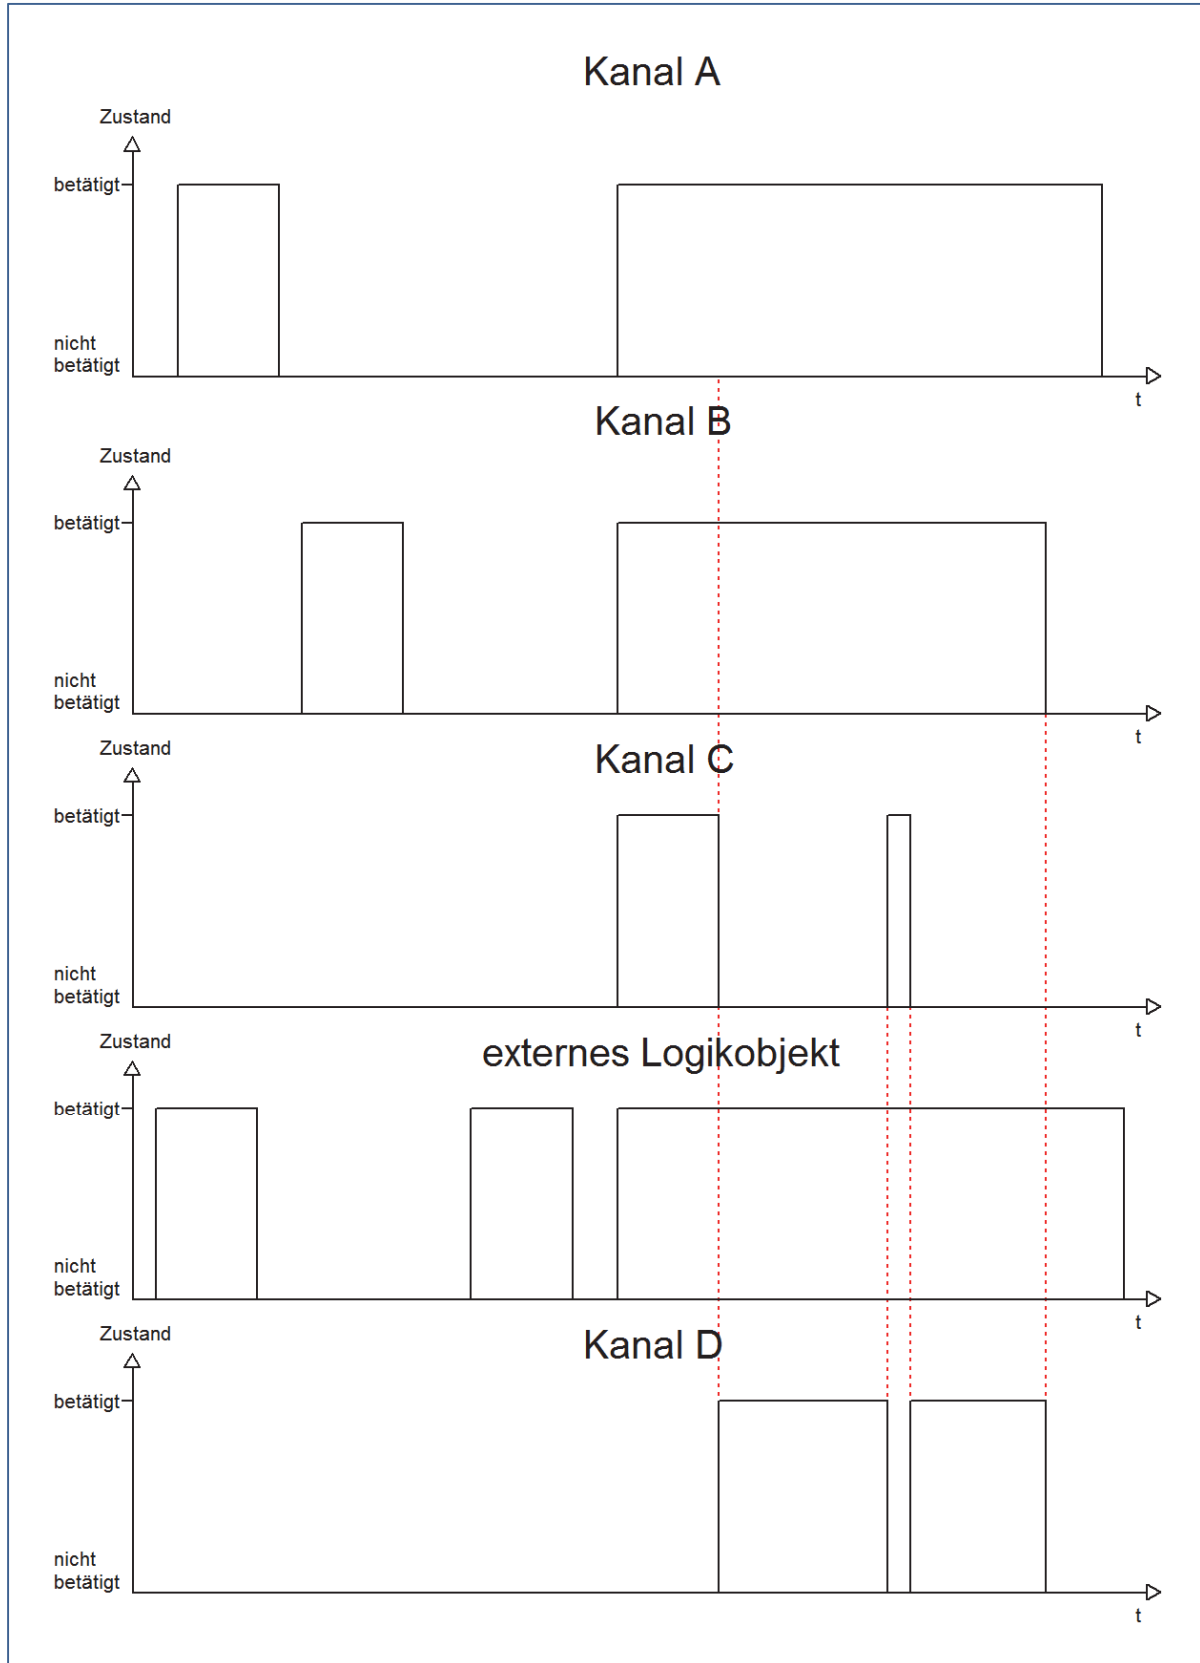 Kanal A
Zustand
betätigt
nicht
betätigt
t
Kanal B
Zustand
betätigt
nicht
betätigt
t
Kanal C
Zustand
betätigt
nicht
betätigt
t
externes Logikobjekt
Zustand
betätigt
nicht
betätigt
t
Kanal D
Zustand
betätigt
nicht
betätigt
t